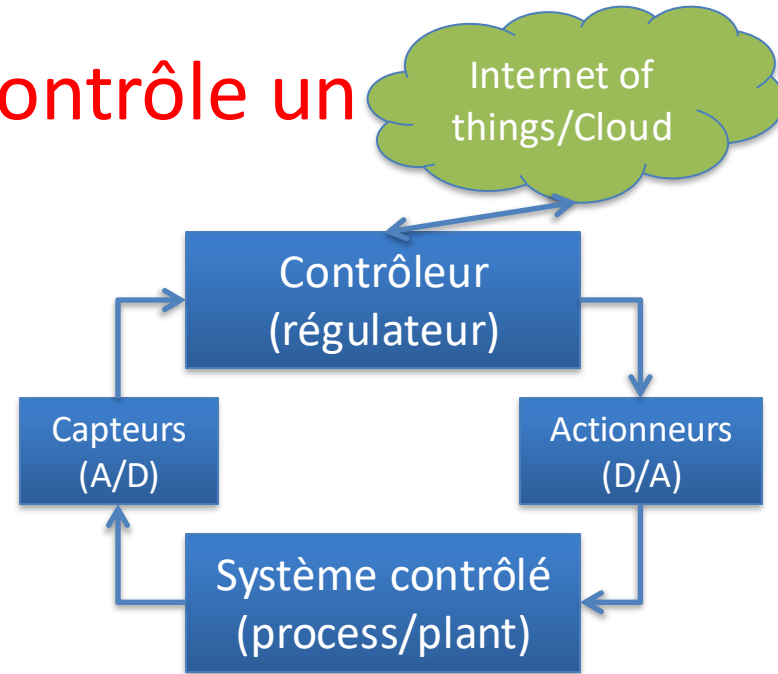 ontrôle un
Internet of
things/Cloud
Contrôleur
(régulateur)
Capteurs
(A/D)
Actionneurs
(D/A)
Système contrôlé
(process/plant)